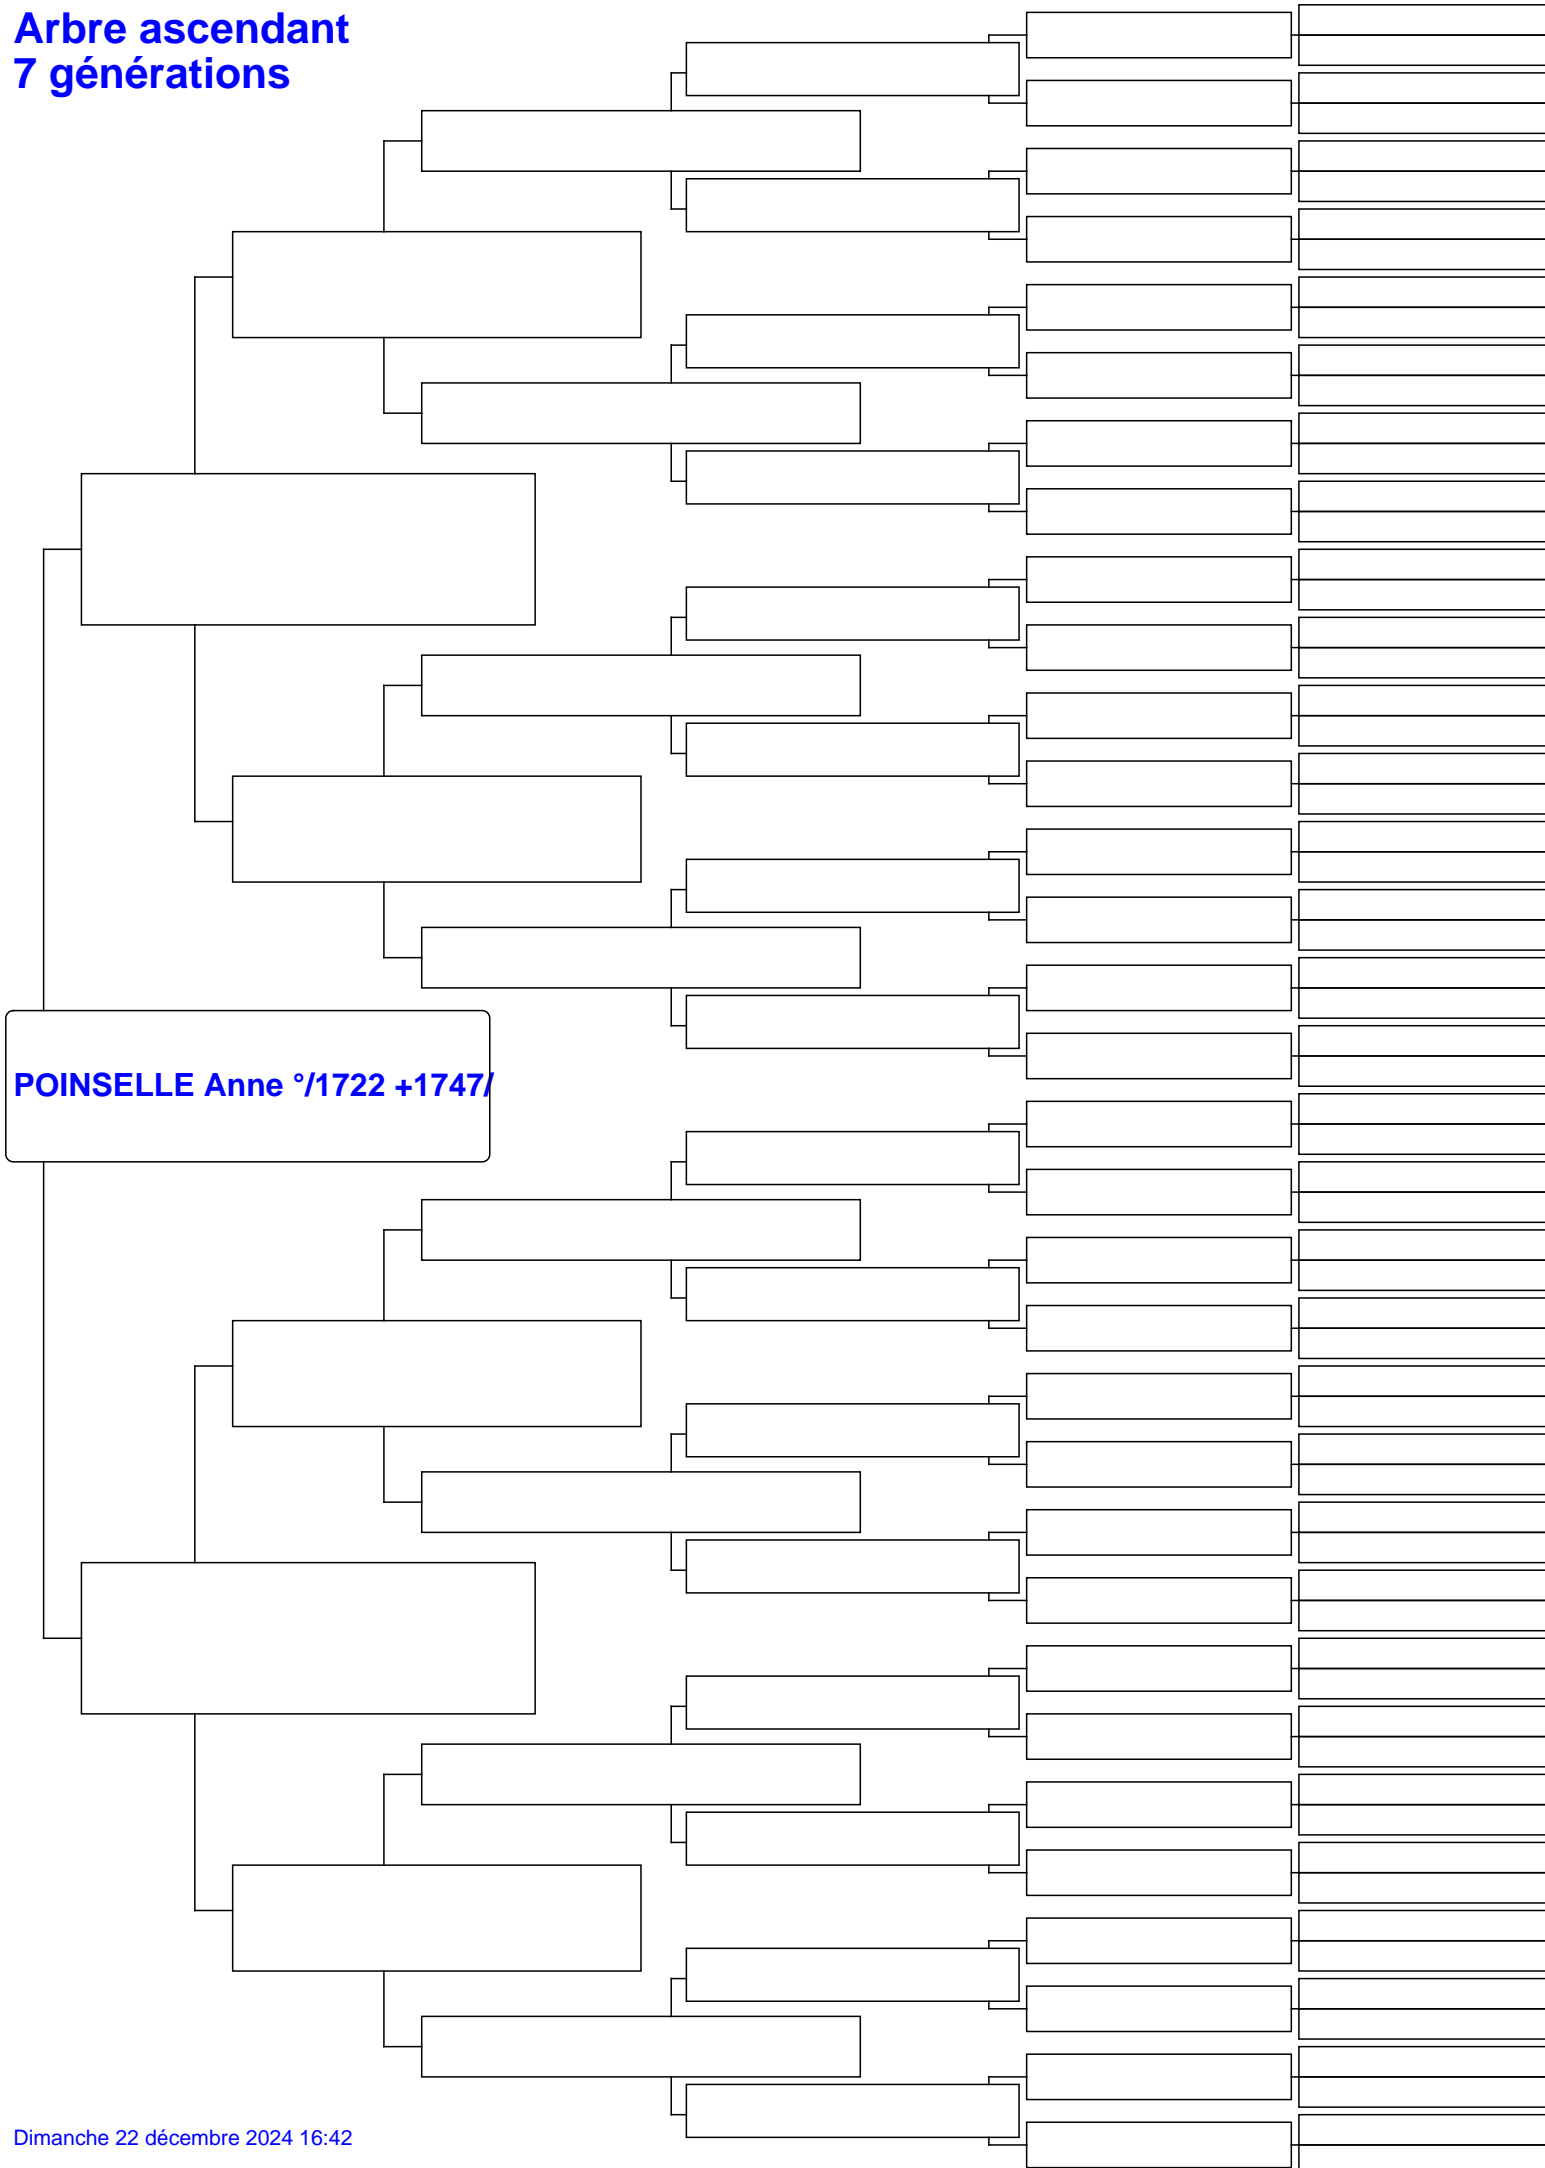 Arbre ascendant
7 générations
POINSELLE Anne °/1722 +1747/
Dimanche 22 décembre 2024 16:42